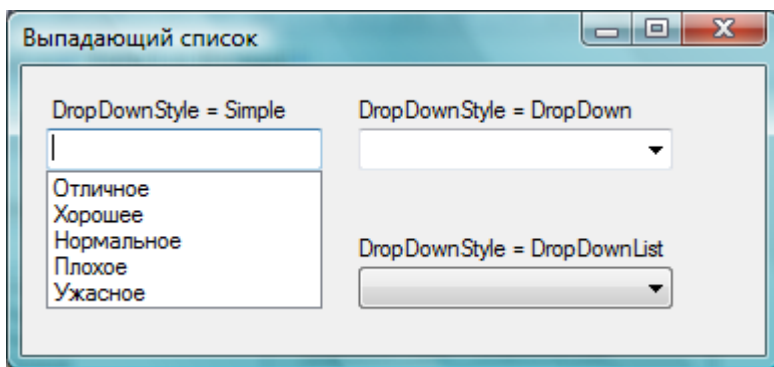 Выпадающий список
DropDownStyle = Simple
DropDownStyle = DropDown
Отличное
Хорошее
Нормальное
Плохое
Ужасное
DropDownStyle = DropDownList